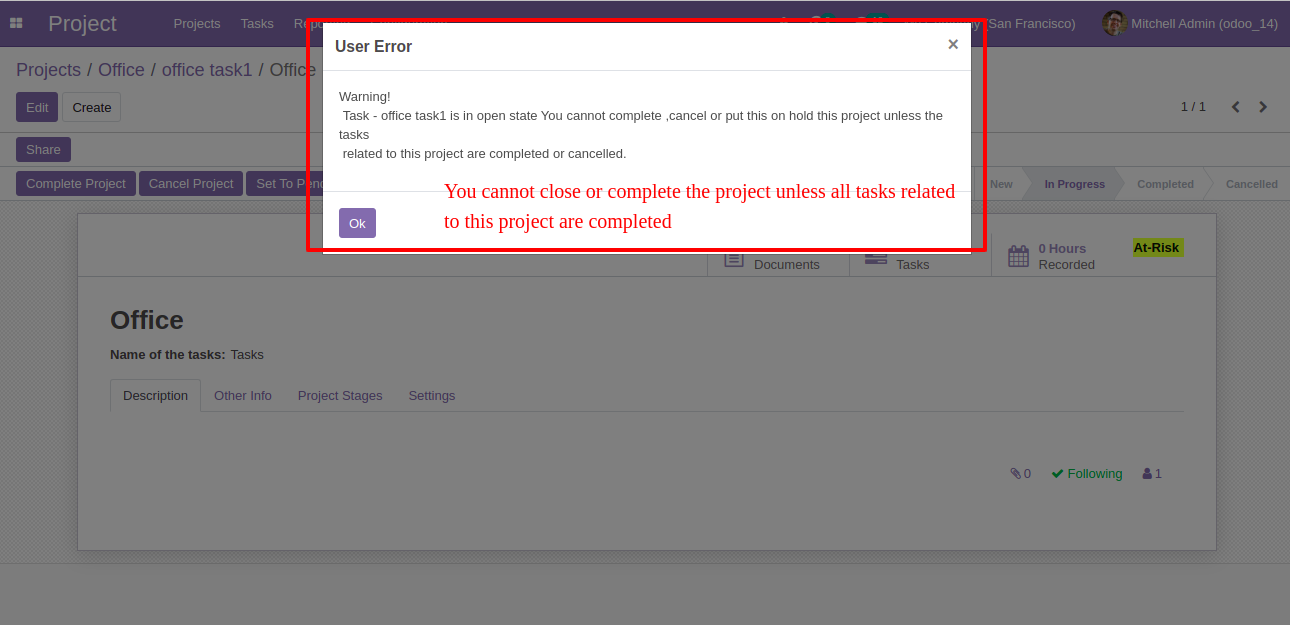 Project
Projects Tasks
(San Francisco)
Mitchell Admin (odoo_14)
Projects / Office / office task1 / Office
Edit
Create
1 / 1
Share
Complete Project
Cancel Project
Set To
New
In Progress
Completed
Cancelled
User Error
×
Warning!
Task - office task1 is in open state You cannot complete ,cancel or put this on hold this project unless the
tasks
related to this project are completed or cancelled.
You cannot close or complete the project unless all tasks related
to this project are completed
Ok
Documents
Tasks
0 Hours
Recorded
At-Risk
Office
Name of the tasks: Tasks
Description
Other Info
Project Stages
Settings
0
Following
1